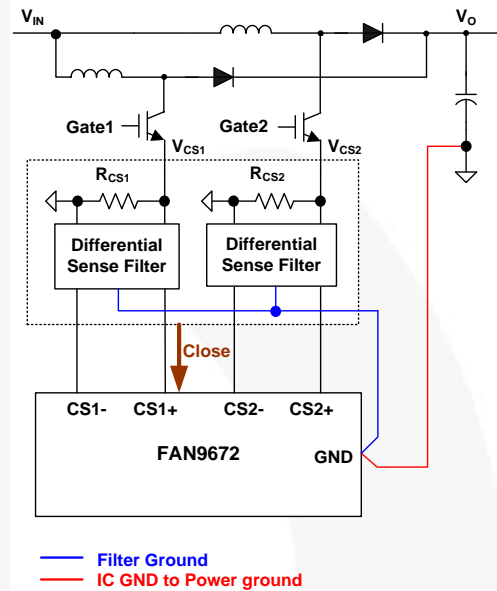 VIN
VO
Gate1
Gate2
VCS1
VCS2
RCS1
RCS2
Differential
Sense Filter
Differential
Sense Filter
Close
CS1-
CS1+
CS2-
CS2+
FAN9672
GND
Filter Ground
IC GND to Power ground